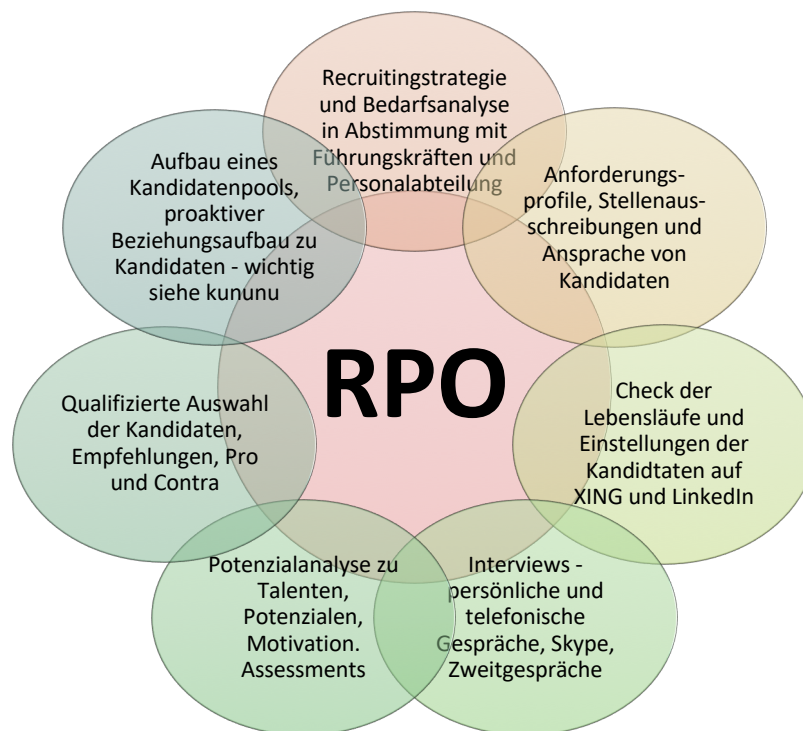 Recruitingstrategie
und Bedarfsanalyse
in Abstimmung mit
Führungskräften und
Personalabteilung
Anforderungs-
profile, Stellenaus-
schreibungen und
Ansprache von
Kandidaten
Check der
Lebensläufe und
Einstellungen der
Kandidtaten auf
XING und LinkedIn
Interviews -
persönliche und
telefonische
Gespräche, Skype,
Zweitgespräche
Potenzialanalyse zu
Talenten,
Potenzialen,
Motivation.
Assessments
Qualifizierte Auswahl
der Kandidaten,
Empfehlungen, Pro
und Contra
Aufbau eines
Kandidatenpools,
proaktiver
Beziehungsaufbau zu
Kandidaten - wichtig
siehe kununu
RPO